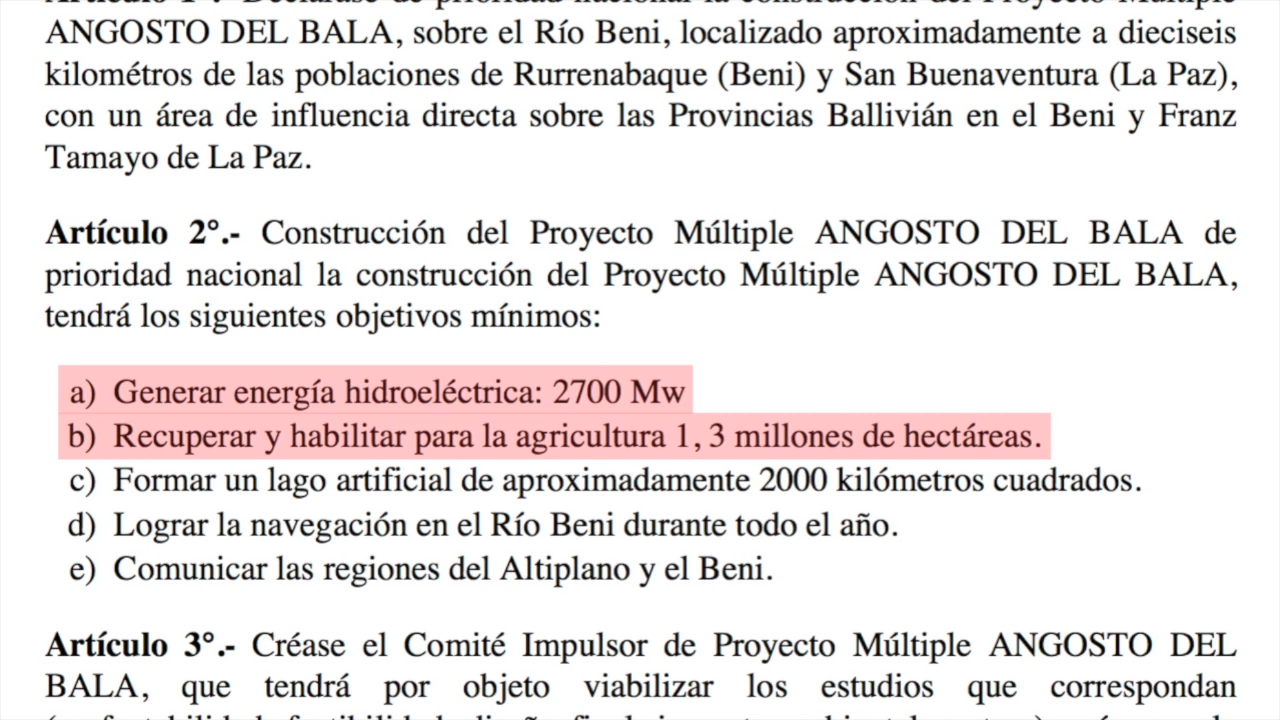 ANGOSTO DEL BALA, sobre el Río Beni, localizado aproximadamente a dieciseis
kilométros de las poblaciones de Rurrenabaque (Beni) y San Buenaventura (La Paz),
con un área de influencia directa sobre las Provincias Ballivián en el Beni y Franz
Tamayo de La Paz.
Artículo 2°.- Construcción del Proyecto Múltiple ANGOSTO DEL BALA de
prioridad nacional la construcción del Proyecto Múltiple ANGOSTO DEL BALA,
tendrá los siguientes objetivos mínimos:
a) Generar energía hidroeléctrica: 2700 Mw
b) Recuperar y habilitar para la agricultura 1, 3 millones de hectáreas.
c) Formar un lago artificial de aproximadamente 2000 kilómetros cuadrados.
d) Lograr la navegación en el Río Beni durante todo el año.
e) Comunicar las regiones del Altiplano y el Beni.
Artículo 3°.- Créase el Comité Impulsor de Proyecto Múltiple ANGOSTO DEL
BALA, que tendrá por objeto viabilizar los estudios que correspondan